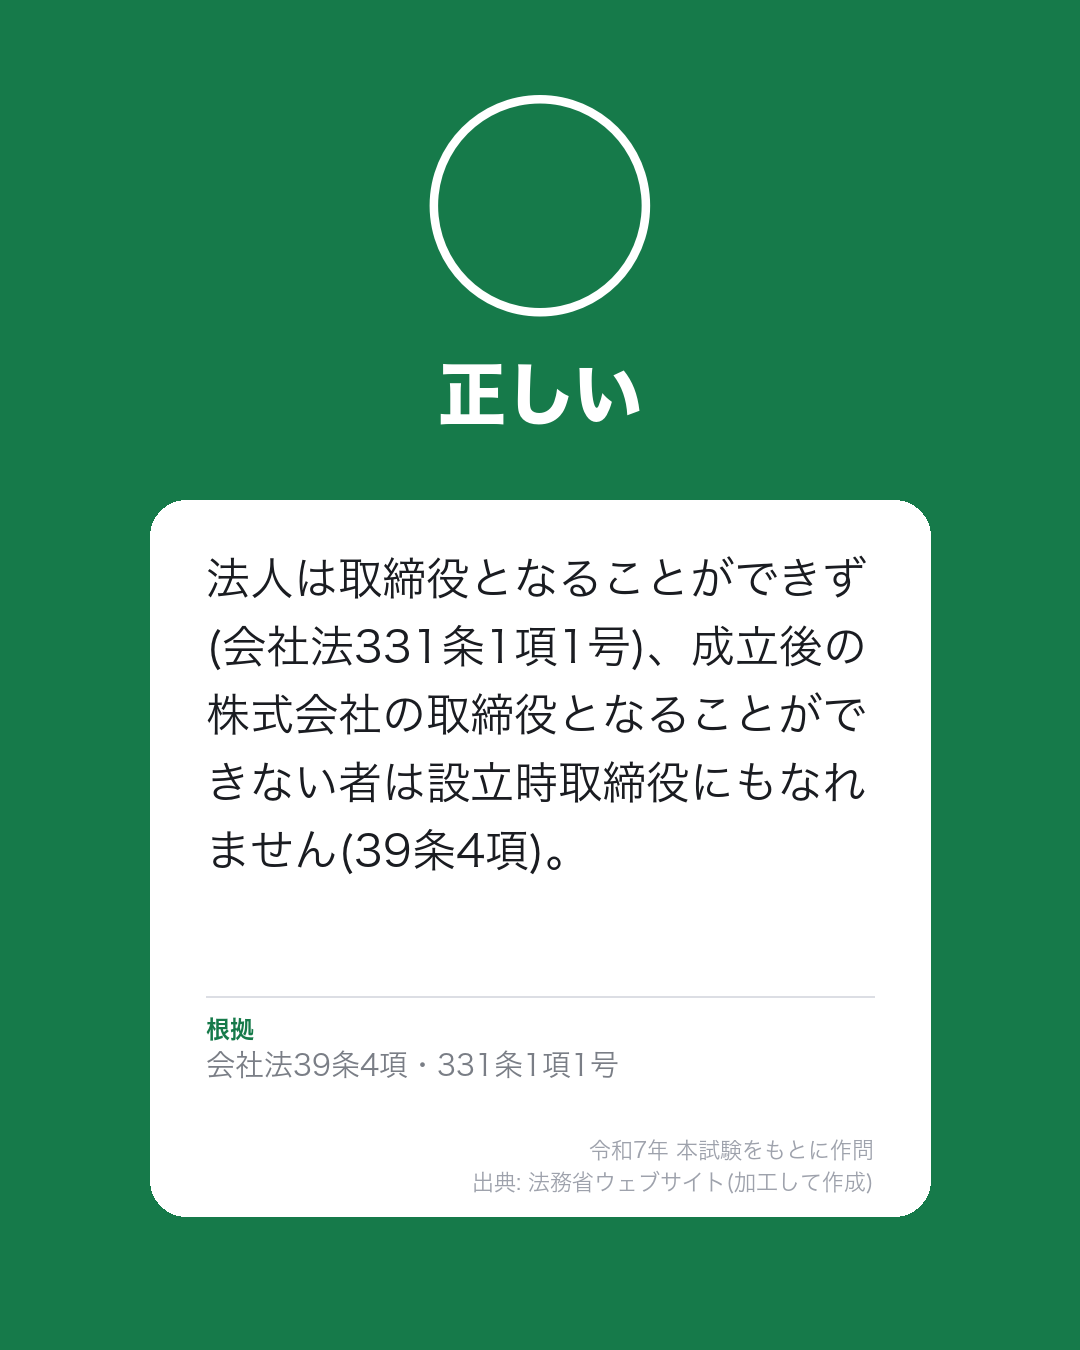 正しい
法人は取締役となることができず
(会社法331条1項1号)、成立後の
株式会社の取締役となることがで
きない者は設立時取締役にもなれ
ません(39条4項)。
根拠
会社法39条4項・331条1項1号
令和7年 本試験をもとに作問
出典: 法務省ウェブサイト(加工して作成)